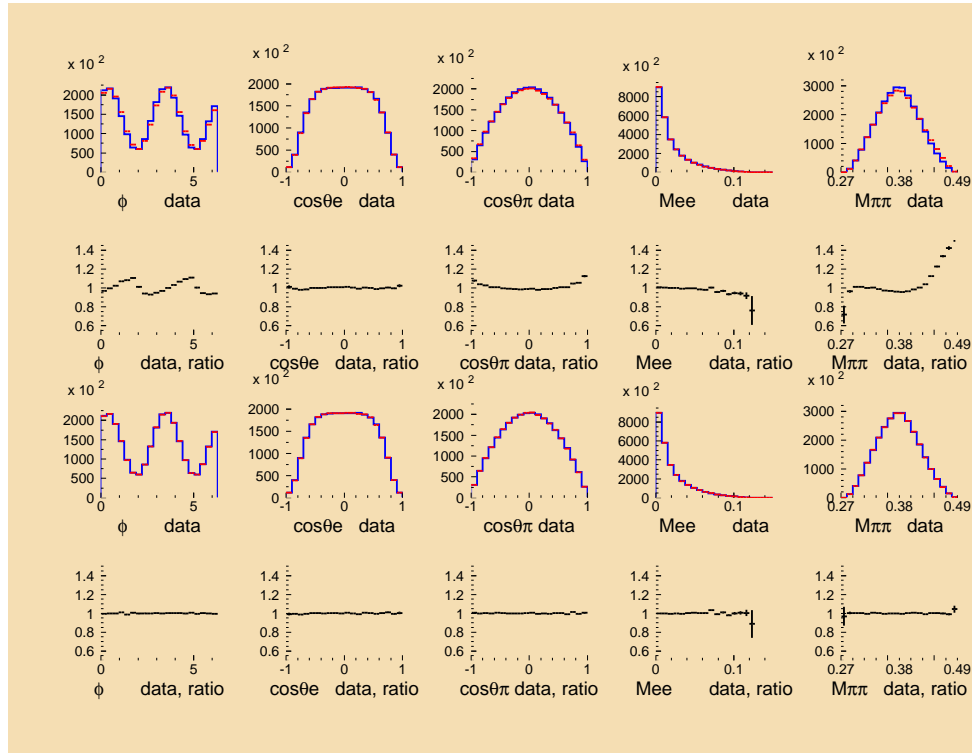 x 10 2 x 10 2 x 10 2 x 10 2 x 10 2
2000 1500 1000 500 0
2000 1500 1000 500 0
2000 1500 1000 500 0
8000 6000 4000 2000 0
3000 2000 1000 0
0 5 -1 0 1 -1 0 1 0 0.1 0.27 0.38 0.49
ϕ data cosθe data cosθπ data Mee data Mππ data
1.4 1.4 1.4 1.4 1.4
1.2 1.2 1.2 1.2 1.2
1 1 1 1 1
0.8 0.8 0.8 0.8 0.8
0.6 0.6 0.6 0.6 0.6
0 5 -1 0 1 -1 0 1 0 0.1 0.27 0.38 0.49
ϕ data, ratio cosθe data, ratio cosθπ data, ratio Mee data, ratio Mππ data, ratio
x 10 2 x 10 2 x 10 2 x 10 2 x 10 2
2000 1500 1000 500 0
2000 1500 1000 500 0
2000 1500 1000 500 0
8000 6000 4000 2000 0
3000 2000 1000 0
0 5 -1 0 1 -1 0 1 0 0.1 0.27 0.38 0.49
ϕ data cosθe data cosθπ data Mee data Mππ data
1.4 1.4 1.4 1.4 1.4
1.2 1.2 1.2 1.2 1.2
1 1 1 1 1
0.8 0.8 0.8 0.8 0.8
0.6 0.6 0.6 0.6 0.6
0 5 -1 0 1 -1 0 1 0 0.1 0.27 0.38 0.49
ϕ data, ratio cosθe data, ratio cosθπ data, ratio Mee data, ratio Mππ data, ratio